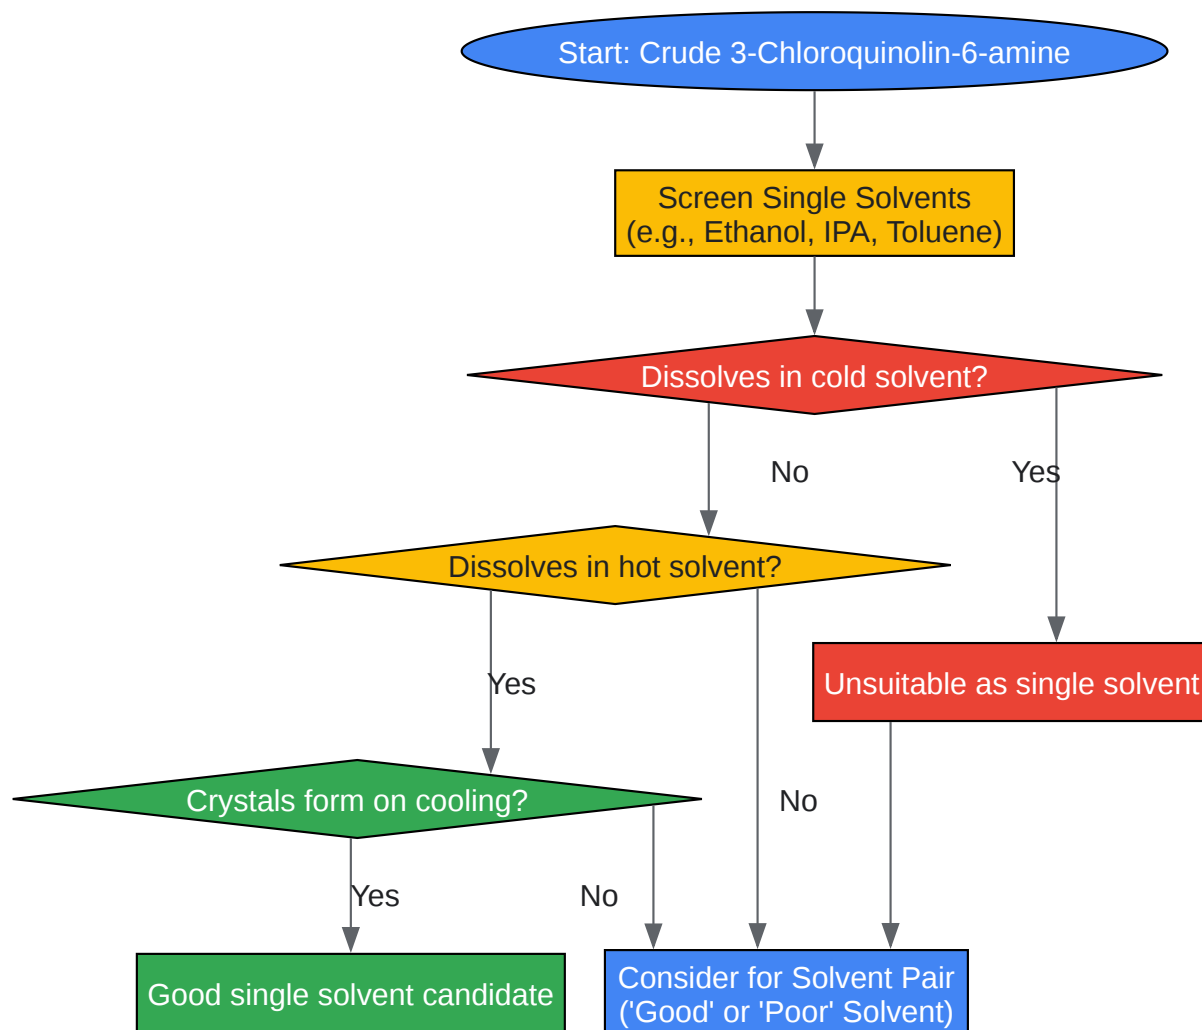 Start: Crude 3-Chloroquinolin-6-amine
Screen Single Solvents
(e.g., Ethanol, IPA, Toluene)
Dissolves in cold solvent?
No
Yes
Dissolves in hot solvent?
Unsuitable as single solvent
Yes
Crystals form on cooling?
No
Yes
No
Good single solvent candidate
Consider for Solvent Pair
('Good' or 'Poor' Solvent)